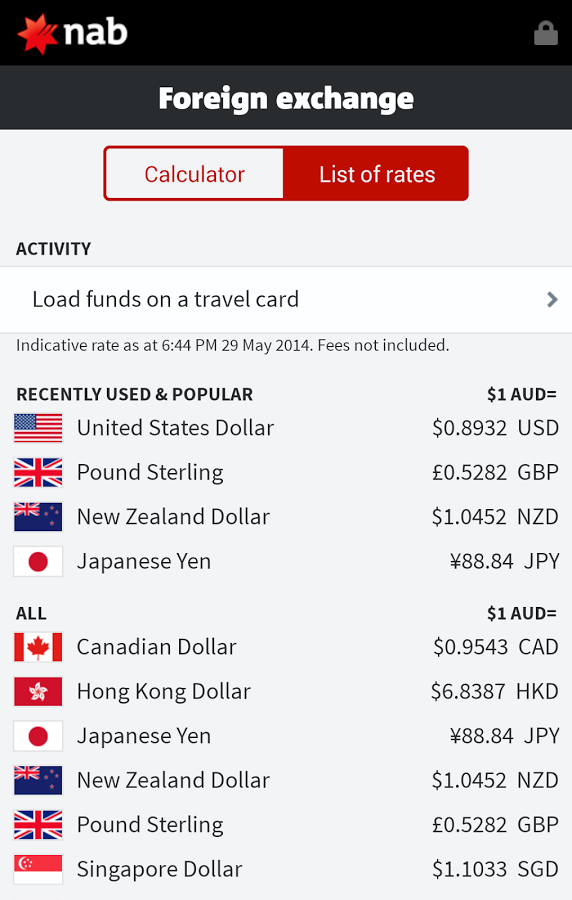 nab
Foreign exchange
Calculator List of rates
ACTIVITY
Load funds on a travel card
Indicative rate as at 6:44 PM 29 May 2014. Fees not included.
RECENTLY USED & POPULAR $1 AUD=
United States Dollar $0.8932 USD
Pound Sterling £0.5282 GBP
New Zealand Dollar $1.0452 NZD
Japanese Yen ¥88.84 JPY
ALL $1 AUD=
Canadian Dollar $0.9543 CAD
Hong Kong Dollar $6.8387 HKD
Japanese Yen ¥88.84 JPY
New Zealand Dollar $1.0452 NZD
Pound Sterling £0.5282 GBP
Singapore Dollar $1.1033 SGD